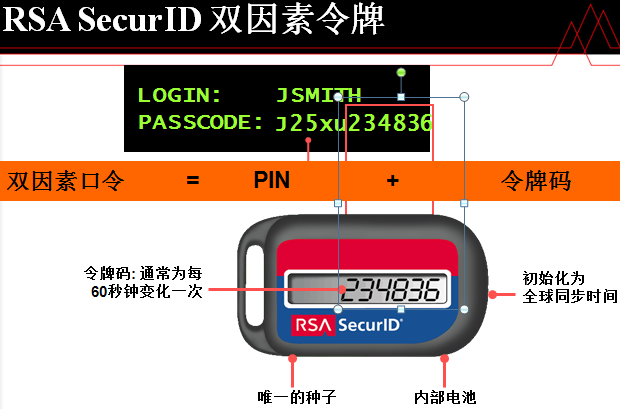 RSA SecurID 双因素令牌
LOGIN: JSMITH
PASSCODE: J25xu234836
双因素口令 = PIN + 令牌码
令牌码: 通常为每
60秒钟变化一次
234836
RSA SecurID®
初始化为
全球同步时间
唯一的种子
内部电池